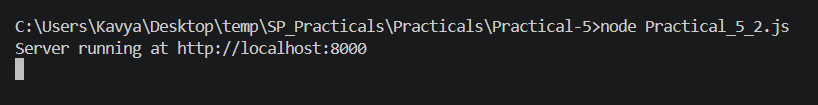 C:\Users\Kavya\Desktop\temp\SP_Practicals\Practicals\Practical-5>node Practical_5_2.js
Server running at http://localhost:8000